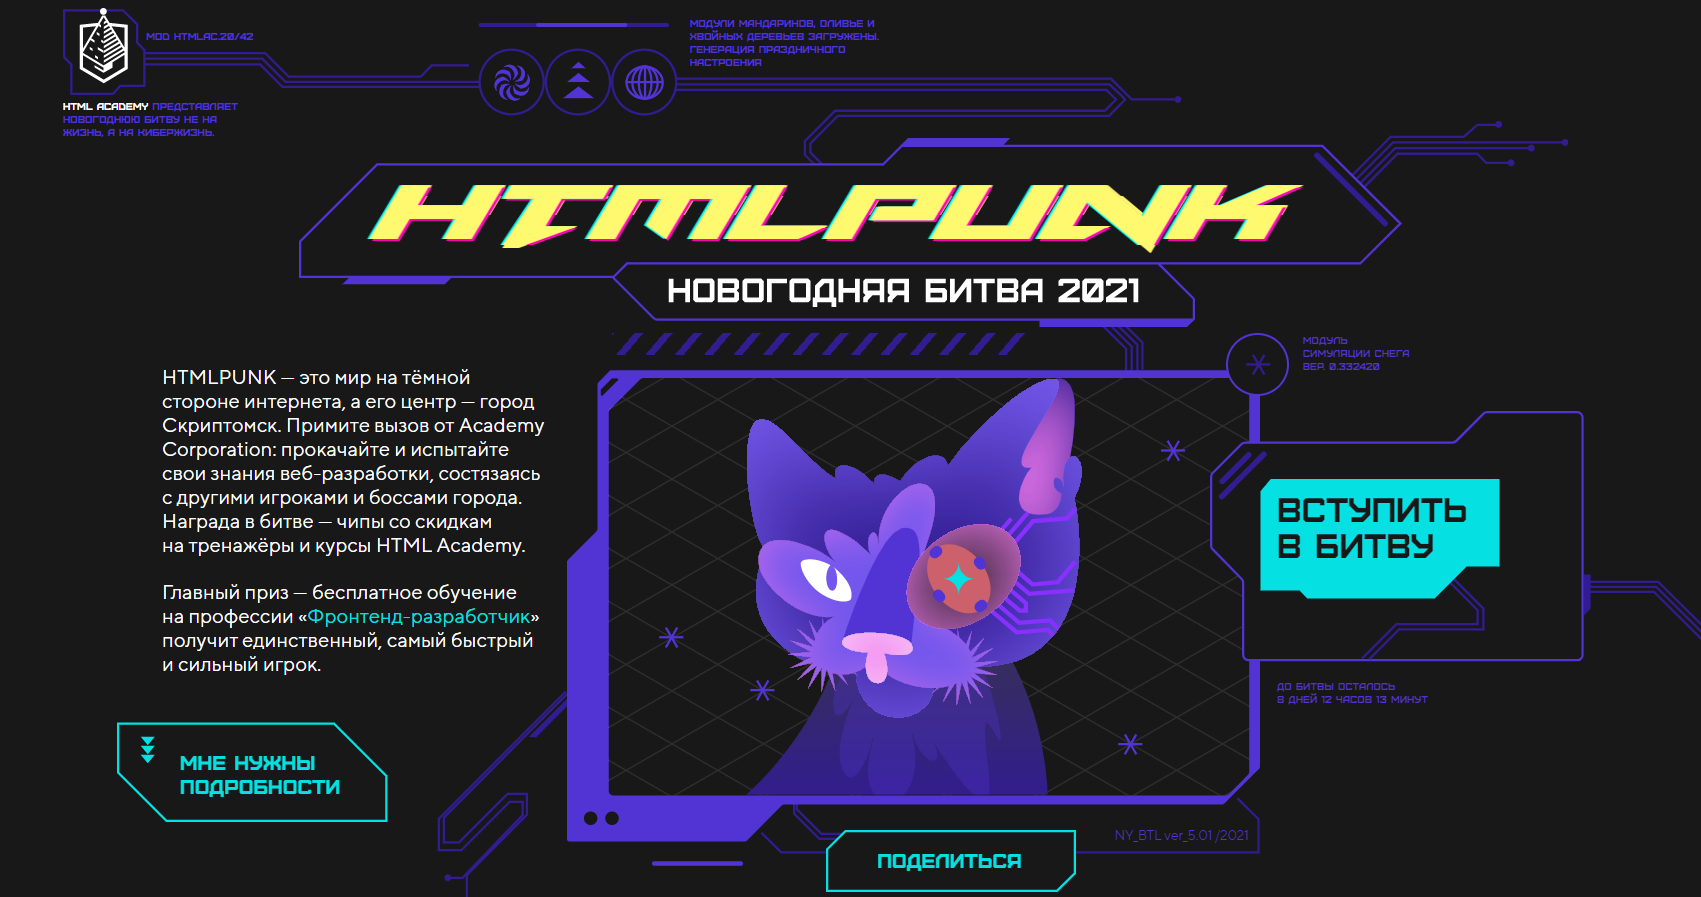 MOD HTMLAC.20/42
HTML ACADEMY ПРЕДСТАВЛЯЕТ
НОВОГОДНЮЮ БИТВУ НЕ НА
ЖИЗНЬ, А НА КИБЕРЖИЗНЬ.
МОДУЛИ МАНДАРИНОВ, ОЛИВЬЕ И
ХВОЙНЫХ ДЕРЕВЬЕВ ЗАГРУЖЕНЫ.
ГЕНЕРАЦИЯ ПРАЗДНИЧНОГО
НАСТРОЕНИЯ
HTMLPUNK
НОВОГОДНЯЯ БИТВА 2021
HTMLPUNK — это мир на тёмной
стороне интернета, а его центр — город
Скриптомск. Примите вызов от Academy
Corporation: прокачайте и испытайте
свои знания веб-разработки, состязаясь
с другими игроками и боссами города.
Награда в битве — чипы со скидкам
на тренажёры и курсы HTML Academy.
Главный приз — бесплатное обучение
на профессии «Фронтенд-разработчик»
получит единственный, самый быстрый
и сильный игрок.
МНЕ НУЖНЫ
ПОДРОБНОСТИ
МОДУЛЬ
СИМУЛЯЦИИ СНЕГА
ВЕР. 0.332420
ВСТУПИТЬ
В БИТВУ
ДО БИТВЫ ОСТАЛОСЬ
8 ДНЕЙ 12 ЧАСОВ 13 МИНУТ
NY_BTL ver_5.01 /2021
ПОДЕЛИТЬСЯ